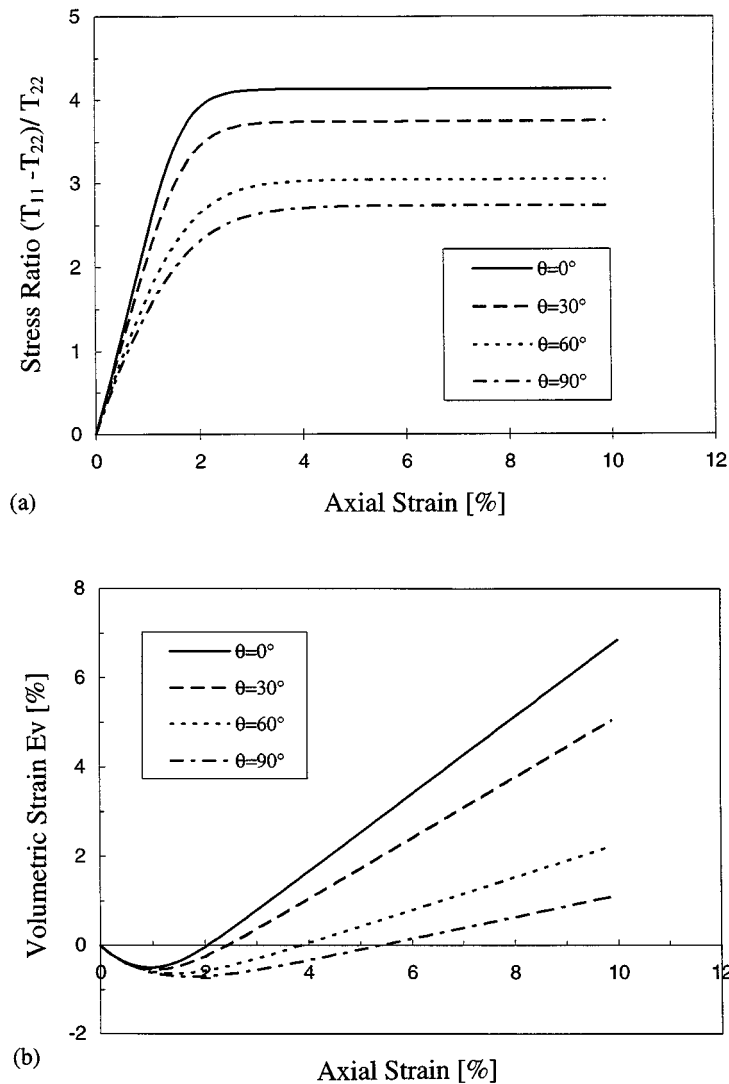 5
4
3
2
1
0
Stress Ratio (T11 -T22)/ T22
θ=0°
θ=30°
θ=60°
θ=90°
0 2 4 6 8 10 12
(a)
Axial Strain [%]
8
6
4
2
0
-2
Volumetric Strain Ev [%]
θ=0°
θ=30°
θ=60°
θ=90°
0 2 4 6 8 10 12
(b)
Axial Strain [%]